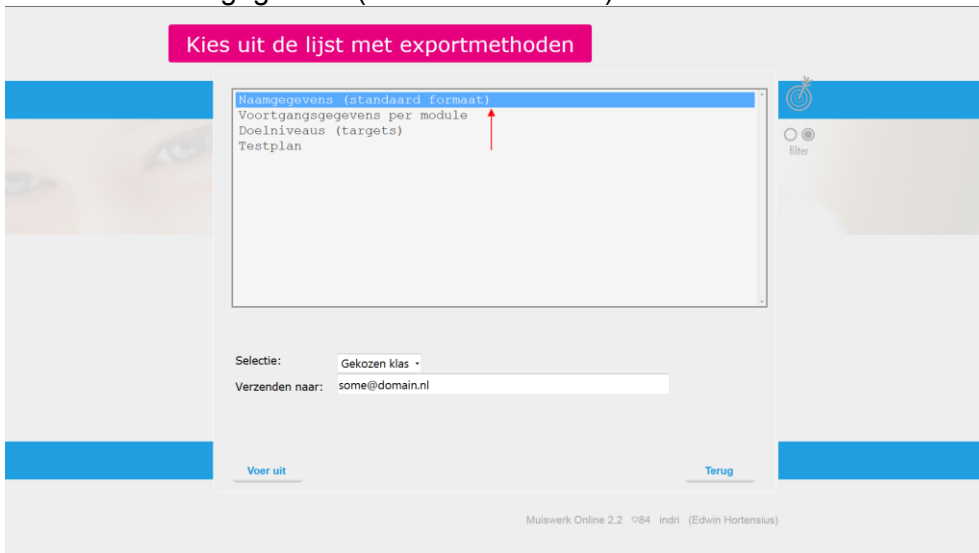 Kies uit de lijst met exportmethoden
Naamgegevens (standaard formaat)
Voortgangsgegevens per module
Doelniveaus (targets)
Testplan
filter
Selectie: Gekozen klas
Verzenden naar: some@domain.nl
Voer uit Terug
Muiswerk Online 2.2 ♡84 indri (Edwin Hortensius)